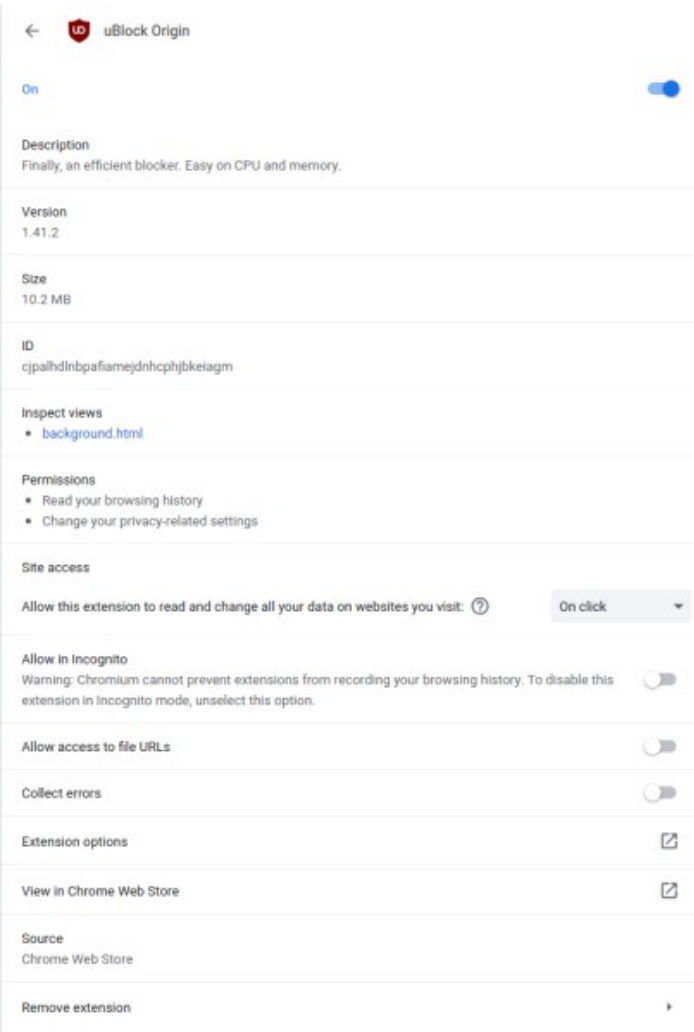 uBlock Origin
On
Description
Finally, an efficient blocker. Easy on CPU and memory.
Version
1.41.2
Size
10.2 MB
ID
cjpalhdlnbpafiamejdnhcphjbkeiagm
Inspect views
• background.html
Permissions
• Read your browsing history
• Change your privacy-related settings
Site access
Allow this extension to read and change all your data on websites you visit: ? On click
Allow in Incognito
Warning: Chromium cannot prevent extensions from recording your browsing history. To disable this
extension in Incognito mode, unselect this option.
Allow access to file URLs
Collect errors
Extension options
View in Chrome Web Store
Source
Chrome Web Store
Remove extension